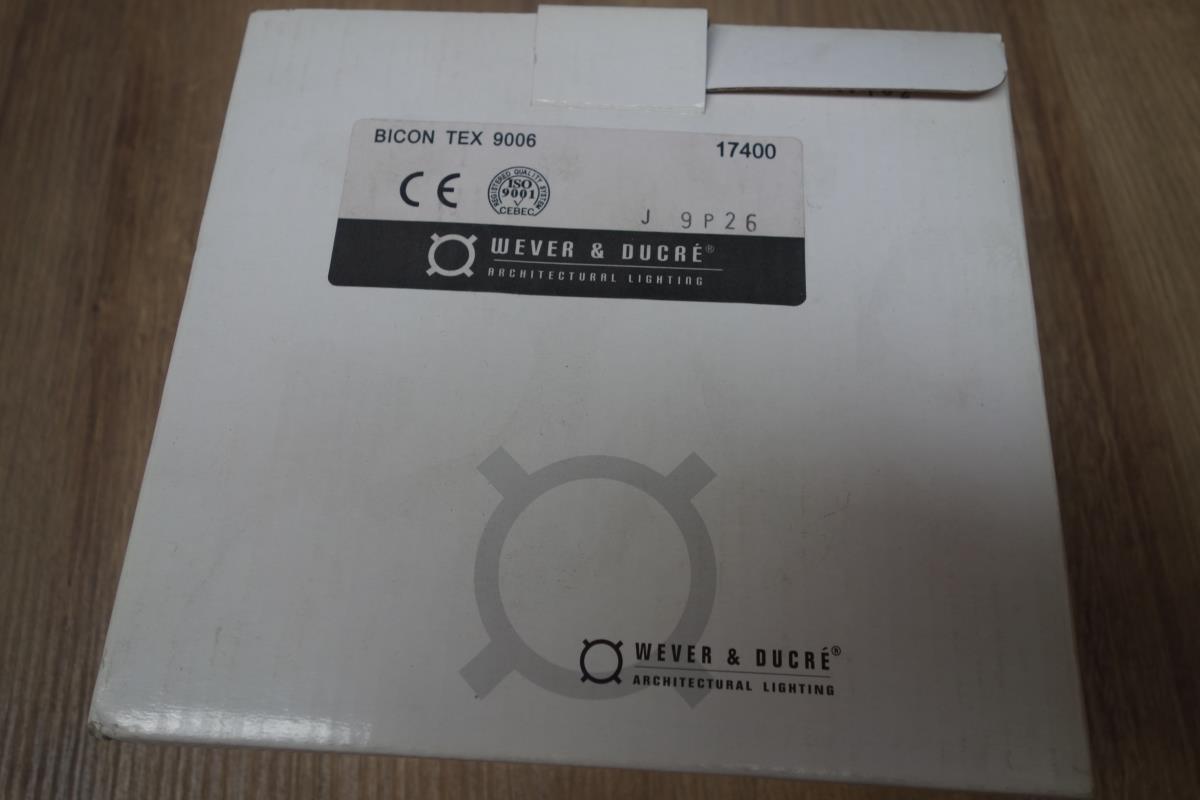 BICON TEX 9006
17400
CE
REGISTERED QUALITY SYSTEM
ISO
9001
CEBEC
J 9P26
WEVER & DUCRÉ®
ARCHITECTURAL LIGHTING
WEVER & DUCRÉ®
ARCHITECTURAL LIGHTING